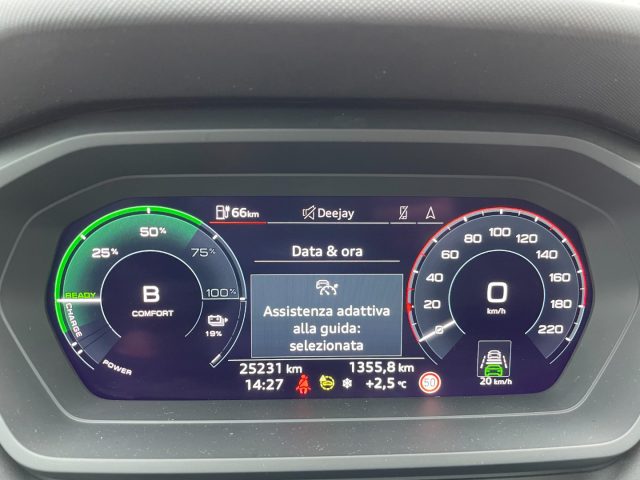 66km
Deejay
Data & ora
Assistenza adattiva
alla guida:
selezionata
25231 km
1355,8 km
14:27
+2,5 °C
50
25%
50%
75%
100%
READY
CHARGE
B
COMFORT
19%
POWER
0
20
40
60
80
100
120
140
160
180
220
0
km/h
20 km/h